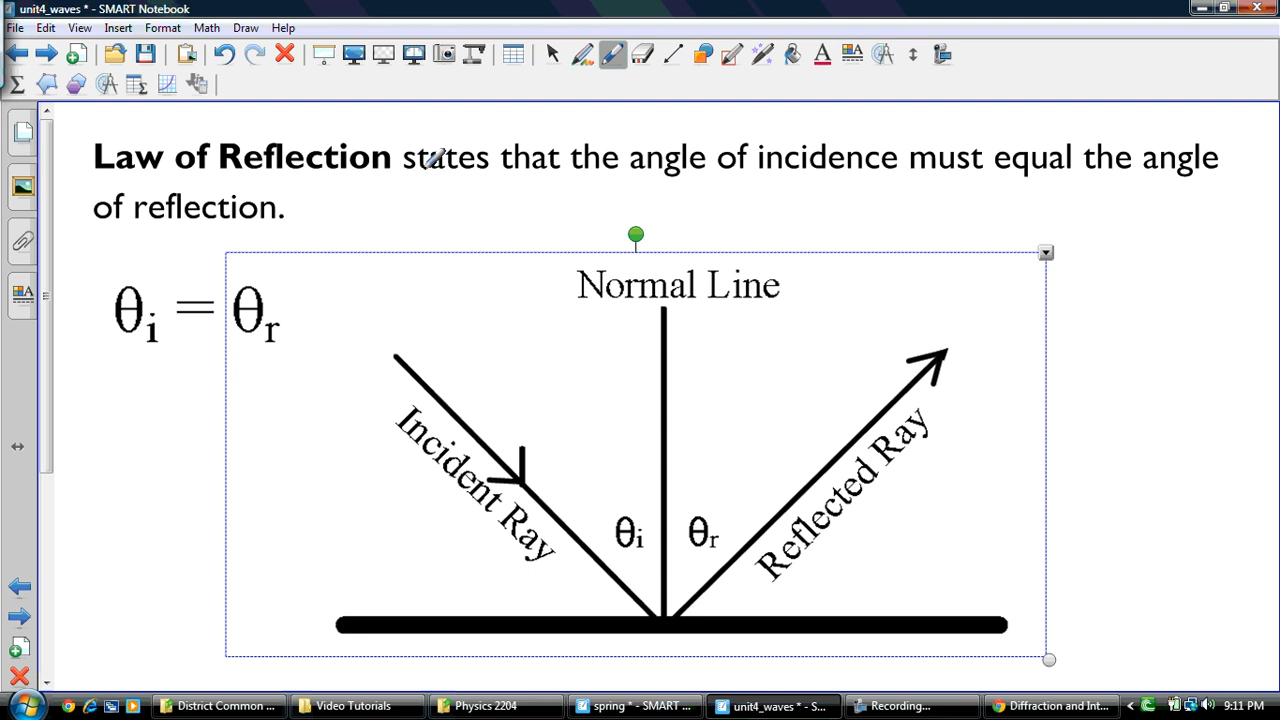 unit4_waves * - SMART Notebook
File Edit View Insert Format Math Draw Help
Law of Reflection states that the angle of incidence must equal the angle
of reflection.
θi = θr
Normal Line
Incident Ray
θi
θr
Reflected Ray
District Common ...
Video Tutorials
Physics 2204
spring * - SMART ...
unit4_waves * - S...
Recording...
Diffraction and Int...
9:11 PM